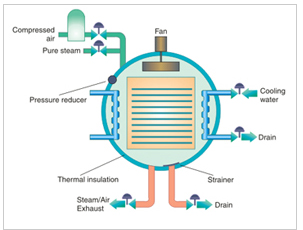 Compressed
air
Fan
Pure steam
Pressure reducer
Cooling
water
Drain
Thermal insulation
Strainer
Steam/Air
Exhaust
Drain